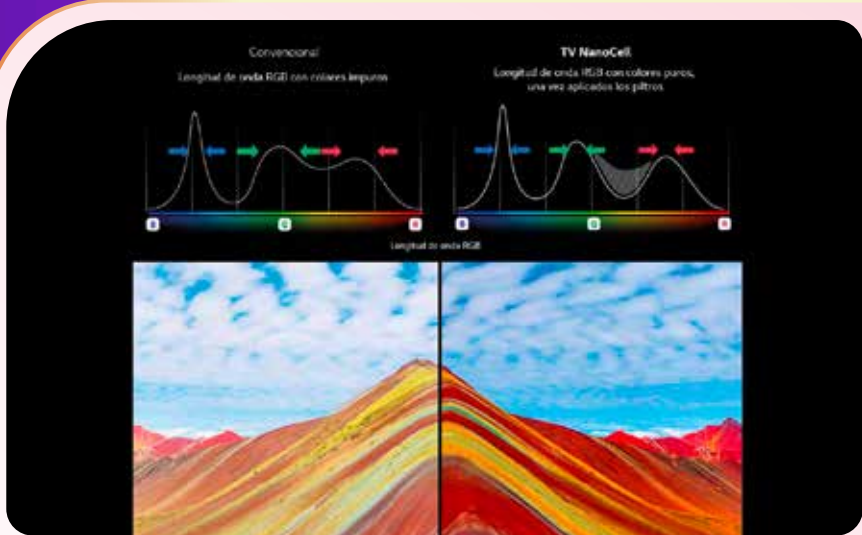 Convencional
Longitud de onda RGB con colores impuros
TV NanoCell
Longitud de onda RGB con colores puros,
una vez aplicados los piltros
B
G
R
B
G
R
Longitud de onda RGB